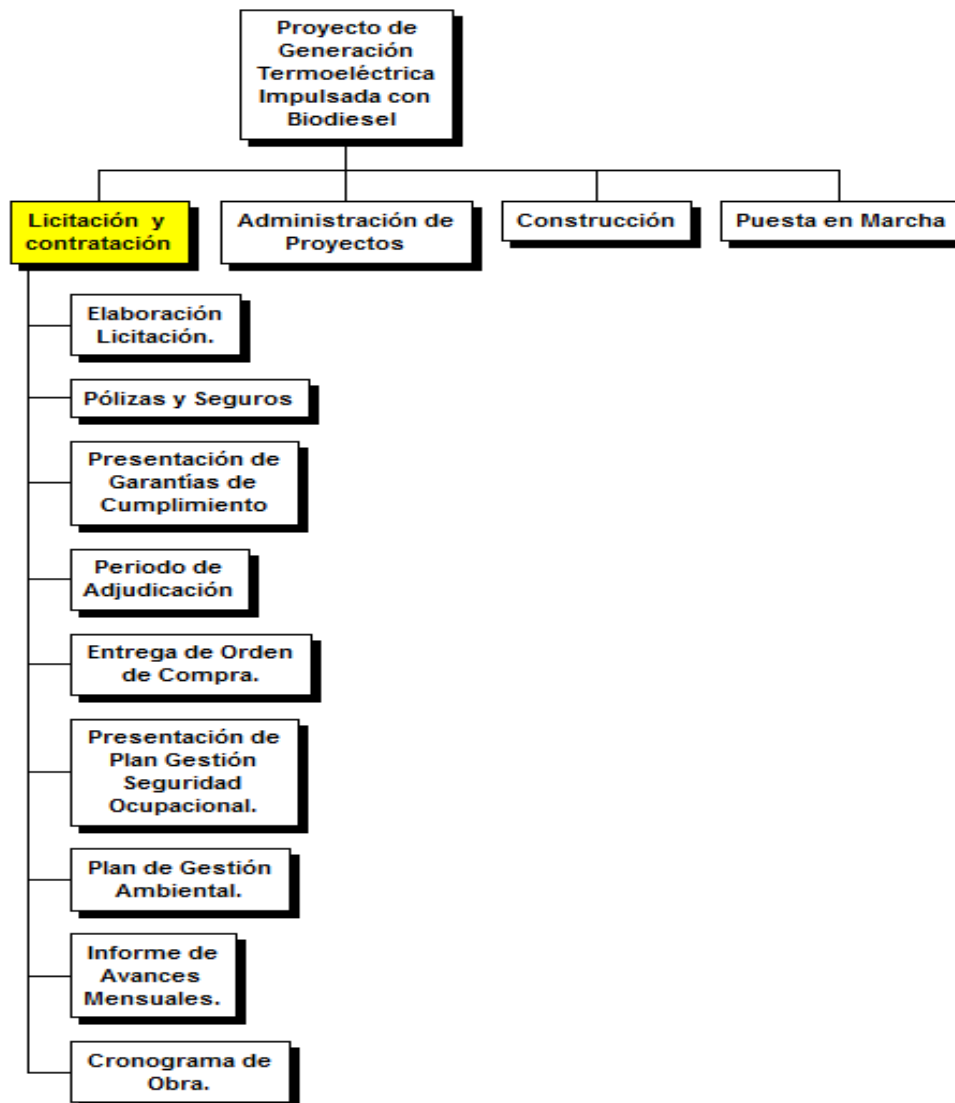 Proyecto de
Generación
Termoeléctrica
Impulsada con
Biodiesel
Licitación y
contratación
Administración de
Proyectos
Construcción
Puesta en Marcha
Elaboración
Licitación.
Pólizas y Seguros
Presentación de
Garantías de
Cumplimiento
Periodo de
Adjudicación
Entrega de Orden
de Compra.
Presentación de
Plan Gestión
Seguridad
Ocupacional.
Plan de Gestión
Ambiental.
Informe de
Avances
Mensuales.
Cronograma de
Obra.